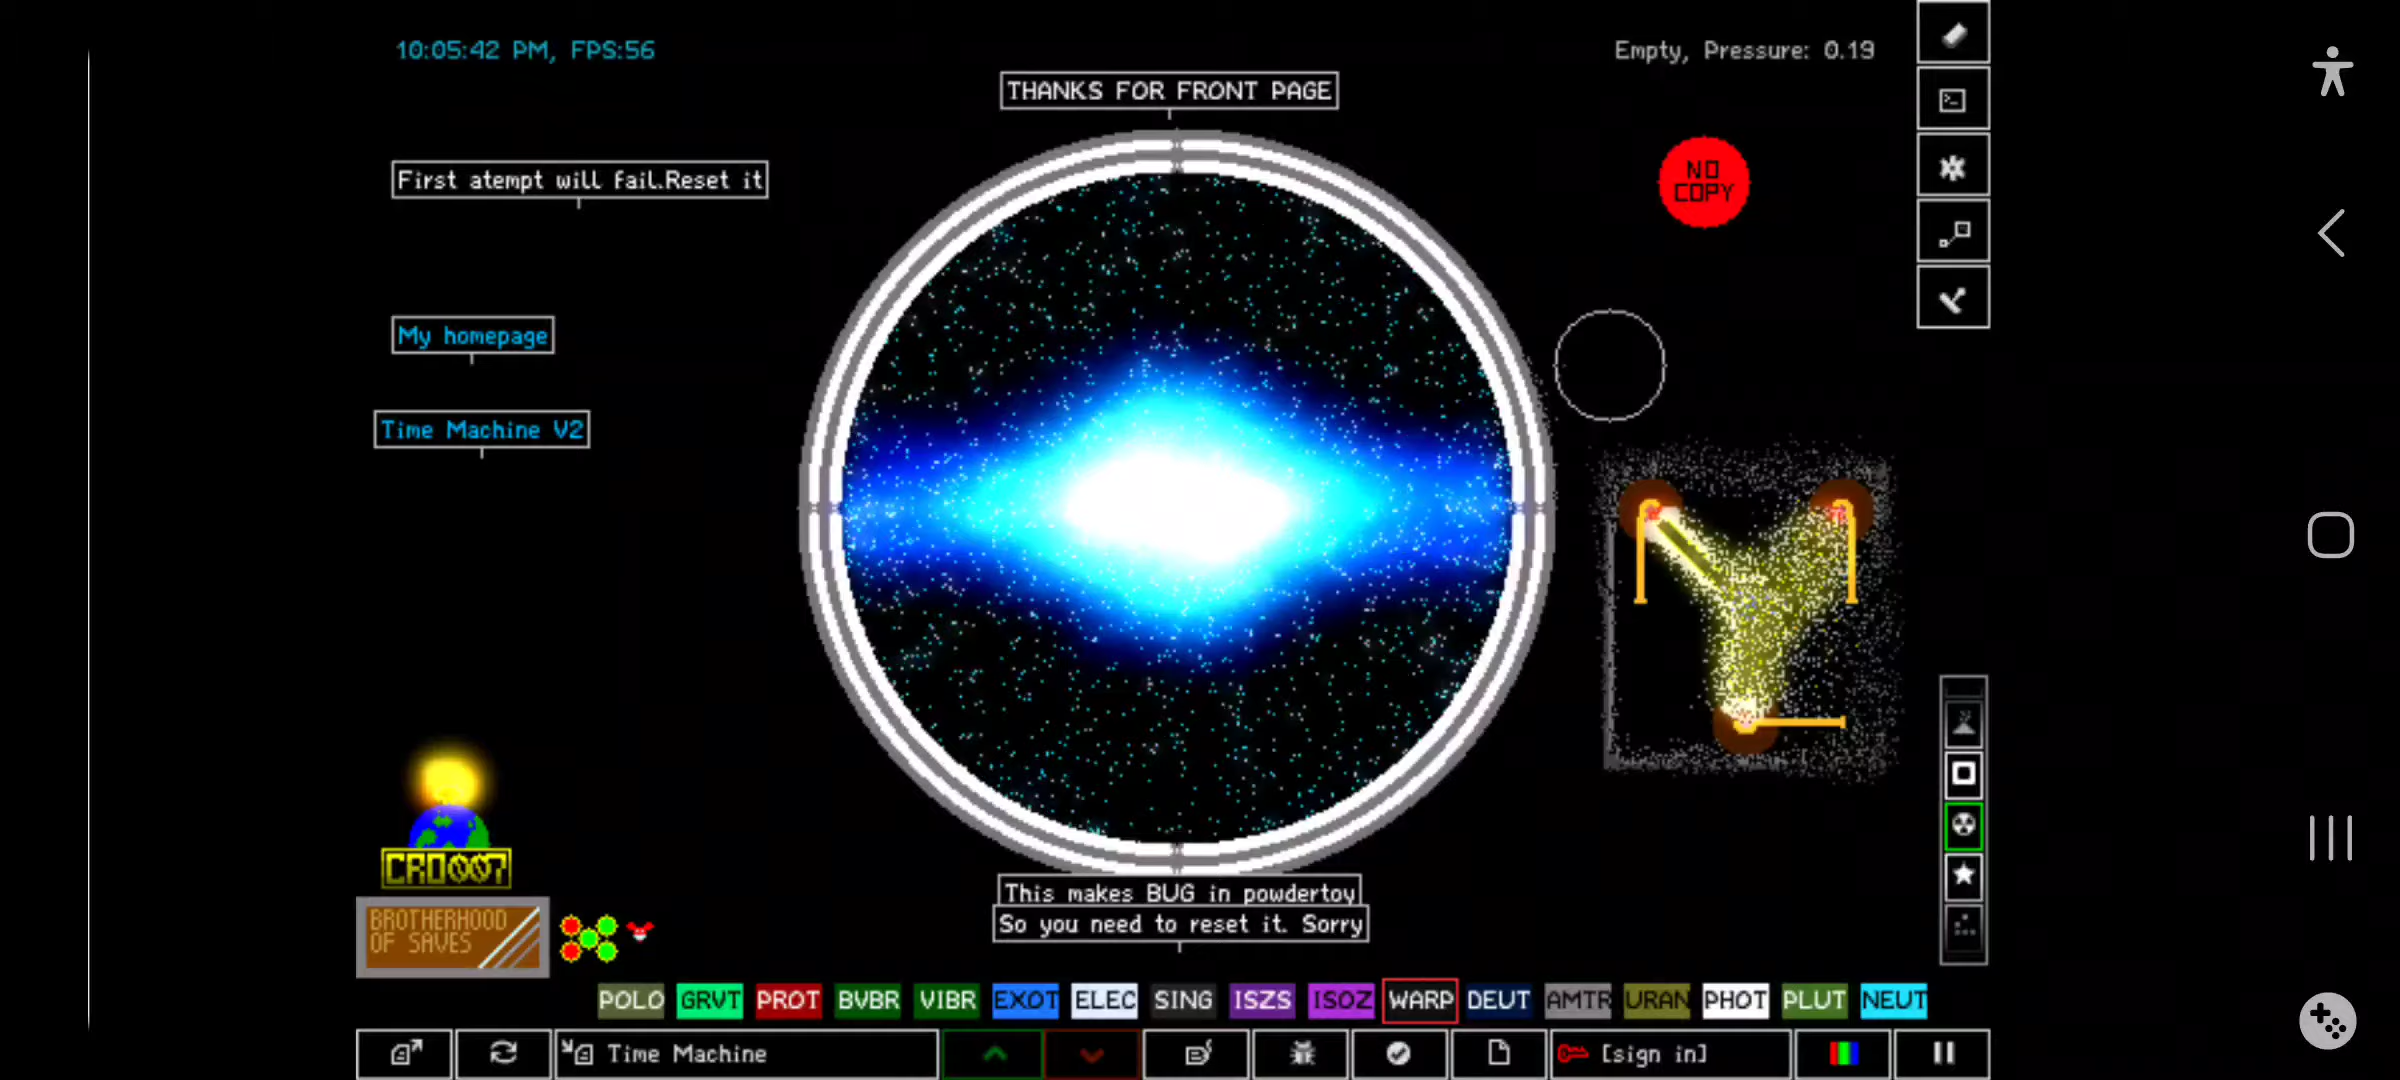 10:05:42 PM, FPS:56
Empty, Pressure: 0.19
THANKS FOR FRONT PAGE
First atempt will fail.Reset it
NO
COPY
My homepage
Time Machine V2
CRO007
This makes BUG in powdertoy
So you need to reset it. Sorry
BROTHERHOOD
OF SAVES
POLO GRVT PROT BVBR VIBR EXOT ELEC SING ISZS ISOZ WARP DEUT AMTR URAN PHOT PLUT NEUT
Time Machine
[sign in]